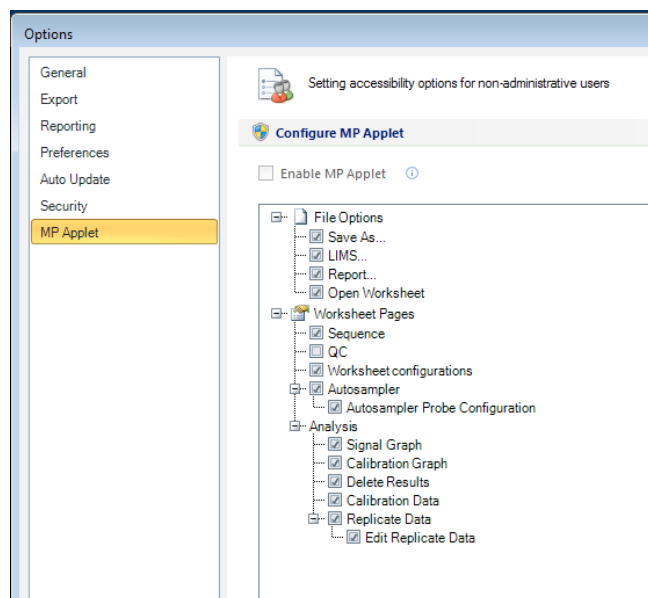 Options
General
Export
Reporting
Preferences
Auto Update
Security
MP Applet
Setting accessibility options for non-administrative users
Configure MP Applet
Enable MP Applet
File Options
Save As...
LIMS...
Report...
Open Worksheet
Worksheet Pages
Sequence
QC
Worksheet configurations
Autosampler
Autosampler Probe Configuration
Analysis
Signal Graph
Calibration Graph
Delete Results
Calibration Data
Replicate Data
Edit Replicate Data